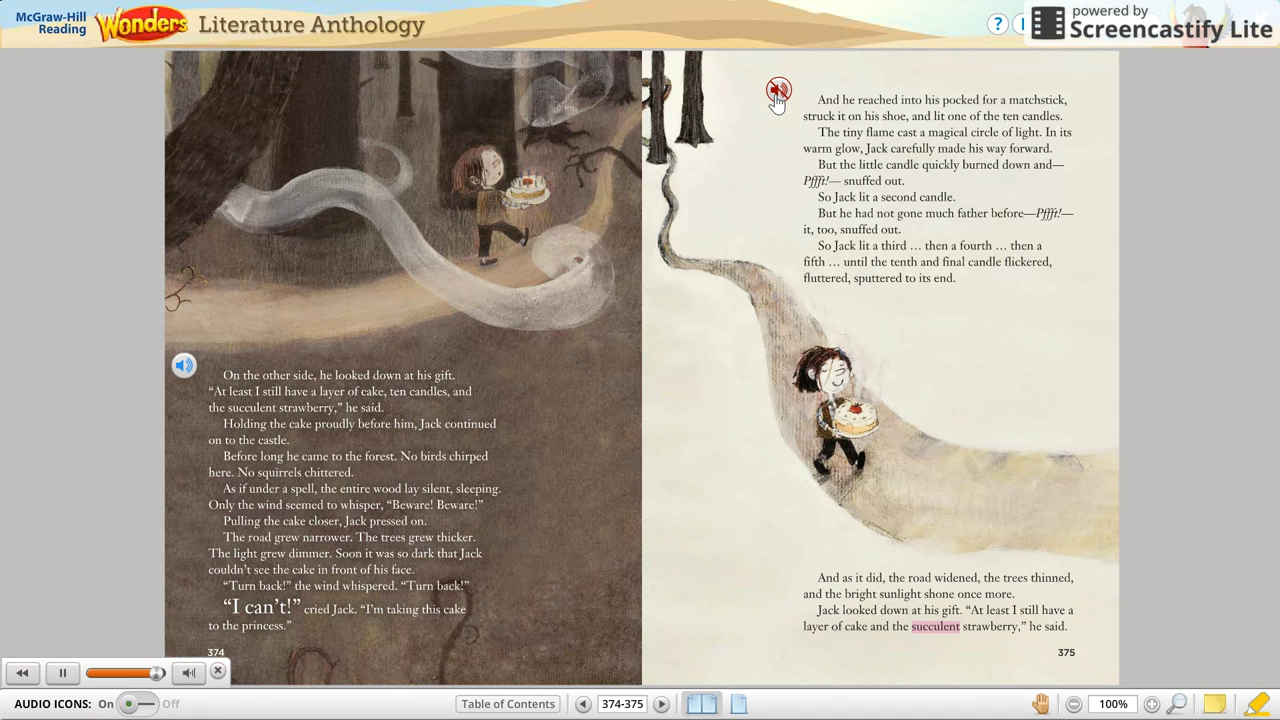 McGraw-Hill
Reading
Wonders
Literature Anthology
?
powered by
Screencastify Lite
On the other side, he looked down at his gift.
“At least I still have a layer of cake, ten candles, and
the succulent strawberry,” he said.
Holding the cake proudly before him, Jack continued
on to the castle.
Before long he came to the forest. No birds chirped
here. No squirrels chittered.
As if under a spell, the entire wood lay silent, sleeping.
Only the wind seemed to whisper, “Beware! Beware!”
Pulling the cake closer, Jack pressed on.
The road grew narrower. The trees grew thicker.
The light grew dimmer. Soon it was so dark that Jack
couldn’t see the cake in front of his face.
“Turn back!” the wind whispered. “Turn back!”
“I can’t!” cried Jack. “I’m taking this cake
to the princess.”
374
And he reached into his pocked for a matchstick,
struck it on his shoe, and lit one of the ten candles.
The tiny flame cast a magical circle of light. In its
warm glow, Jack carefully made his way forward.
But the little candle quickly burned down and—
Pffft!— snuffed out.
So Jack lit a second candle.
But he had not gone much father before—Pffft!—
it, too, snuffed out.
So Jack lit a third … then a fourth … then a
fifth … until the tenth and final candle flickered,
fluttered, sputtered to its end.
And as it did, the road widened, the trees thinned,
and the bright sunlight shone once more.
Jack looked down at his gift. “At least I still have a
layer of cake and the succulent strawberry,” he said.
375
AUDIO ICONS: On Off
Table of Contents
374-375
100%